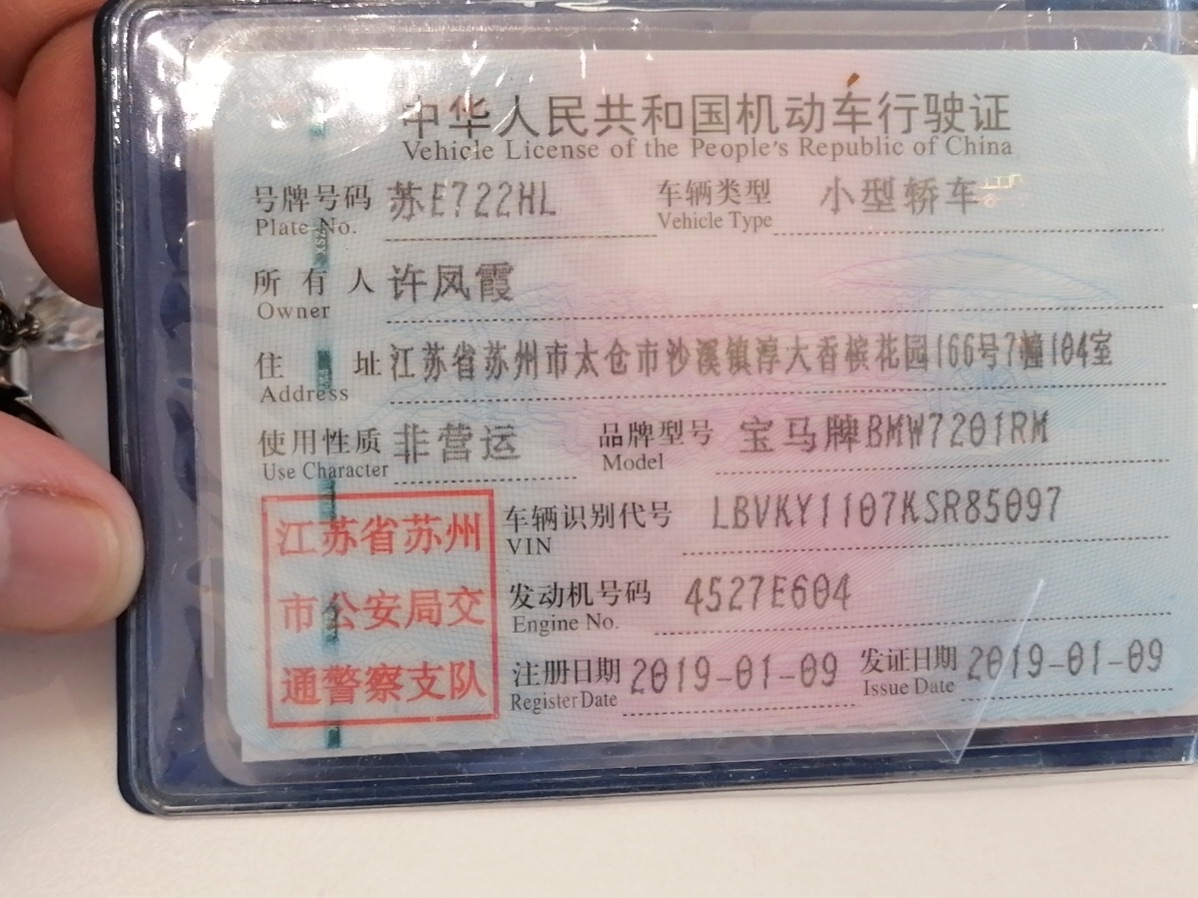 中华人民共和国机动车行驶证
Vehicle License of the People's Republic of China
号牌号码 苏E722HL 车辆类型 小型轿车
Plate No. Vehicle Type
所有人 许凤霞
Owner
住址 江苏省苏州市太仓市沙溪镇淳大香槟花园166号7幢104室
Address
使用性质 非营运 品牌型号 宝马牌BMW7201RM
Use Character Model
江苏省苏州
市公安局交
通警察支队
车辆识别代号 LBVKY1107KSR85097
VIN
发动机号码 4527E604
Engine No.
注册日期 2019-01-09 发证日期 2019-01-09
Register Date Issue Date